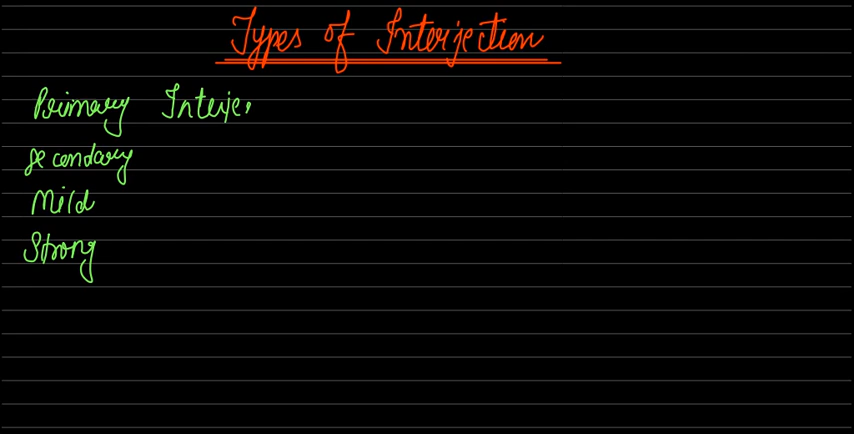 Types of Interjection
Primary Interje.
Secondary
Mild
Strong